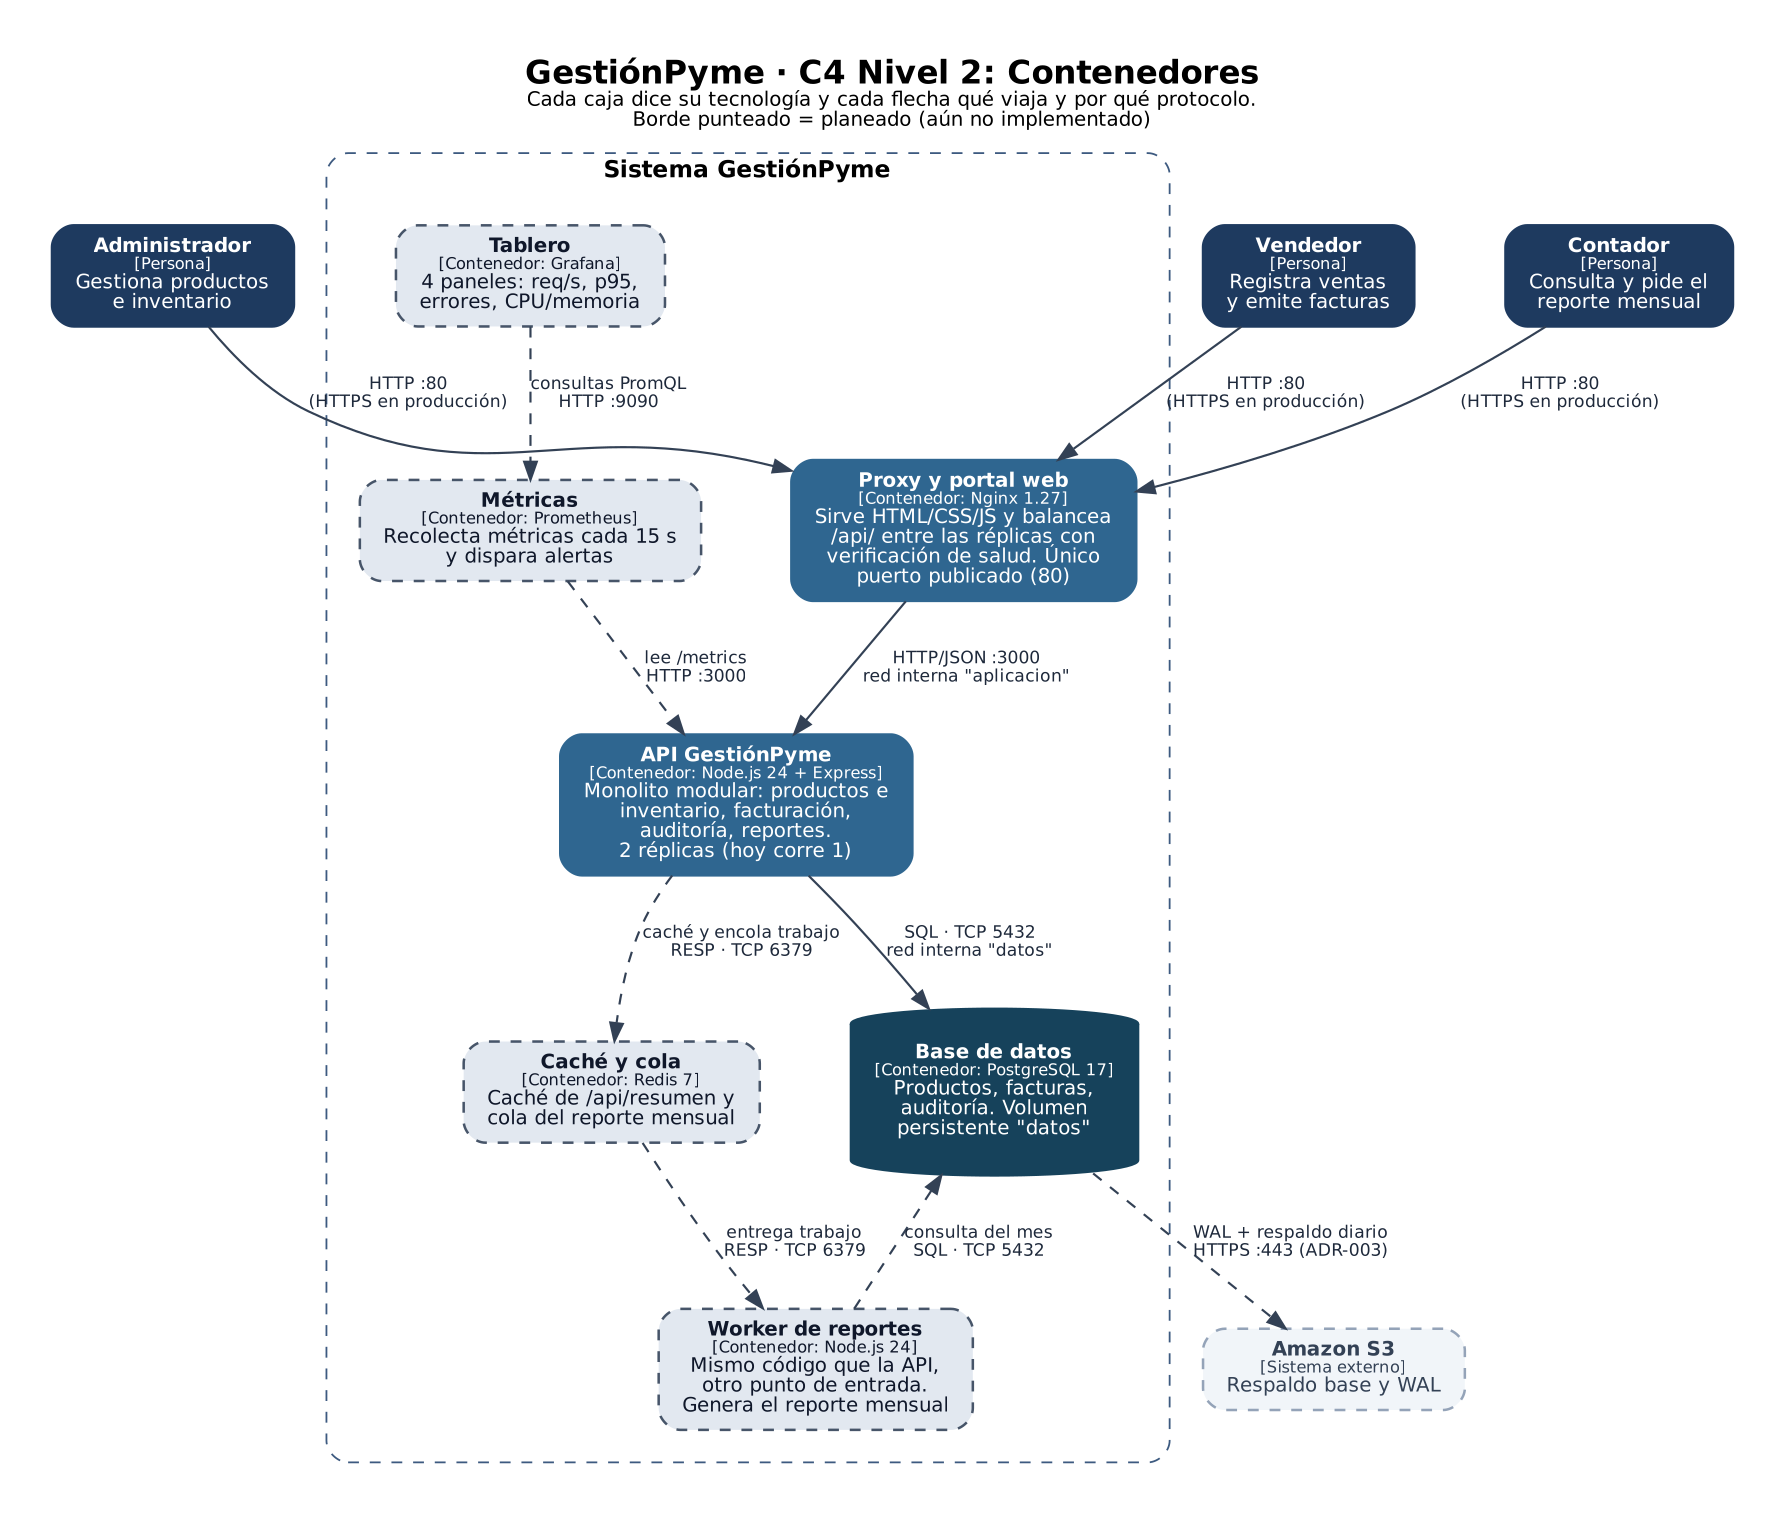 GestiónPyme · C4 Nivel 2: Contenedores
Cada caja dice su tecnología y cada flecha qué viaja y por qué protocolo.
Borde punteado = planeado (aún no implementado)
Sistema GestiónPyme
Administrador
[Persona]
Gestiona productos
e inventario
Tablero
[Contenedor: Grafana]
4 paneles: req/s, p95,
errores, CPU/memoria
Vendedor
[Persona]
Registra ventas
y emite facturas
Contador
[Persona]
Consulta y pide el
reporte mensual
HTTP :80
(HTTPS en producción)
consultas PromQL
HTTP :9090
HTTP :80
(HTTPS en producción)
HTTP :80
(HTTPS en producción)
Métricas
[Contenedor: Prometheus]
Recolecta métricas cada 15 s
y dispara alertas
Proxy y portal web
[Contenedor: Nginx 1.27]
Sirve HTML/CSS/JS y balancea
/api/ entre las réplicas con
verificación de salud. Único
puerto publicado (80)
lee /metrics
HTTP :3000
HTTP/JSON :3000
red interna "aplicacion"
API GestiónPyme
[Contenedor: Node.js 24 + Express]
Monolito modular: productos e
inventario, facturación,
auditoría, reportes.
2 réplicas (hoy corre 1)
caché y encola trabajo
RESP · TCP 6379
SQL · TCP 5432
red interna "datos"
Caché y cola
[Contenedor: Redis 7]
Caché de /api/resumen y
cola del reporte mensual
Base de datos
[Contenedor: PostgreSQL 17]
Productos, facturas,
auditoría. Volumen
persistente "datos"
entrega trabajo
RESP · TCP 6379
consulta del mes
SQL · TCP 5432
WAL + respaldo diario
HTTPS :443 (ADR-003)
Worker de reportes
[Contenedor: Node.js 24]
Mismo código que la API,
otro punto de entrada.
Genera el reporte mensual
Amazon S3
[Sistema externo]
Respaldo base y WAL